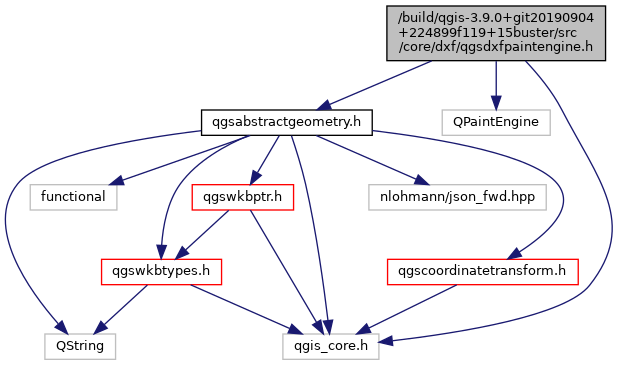 /build/qgis-3.9.0+git20190904
+224899f119+15buster/src
/core/dxf/qgsdxfpaintengine.h
qgsabstractgeometry.h
QPaintEngine
functional
qgswkbptr.h
nlohmann/json_fwd.hpp
qgswkbtypes.h
qgscoordinatetransform.h
QString
qgis_core.h